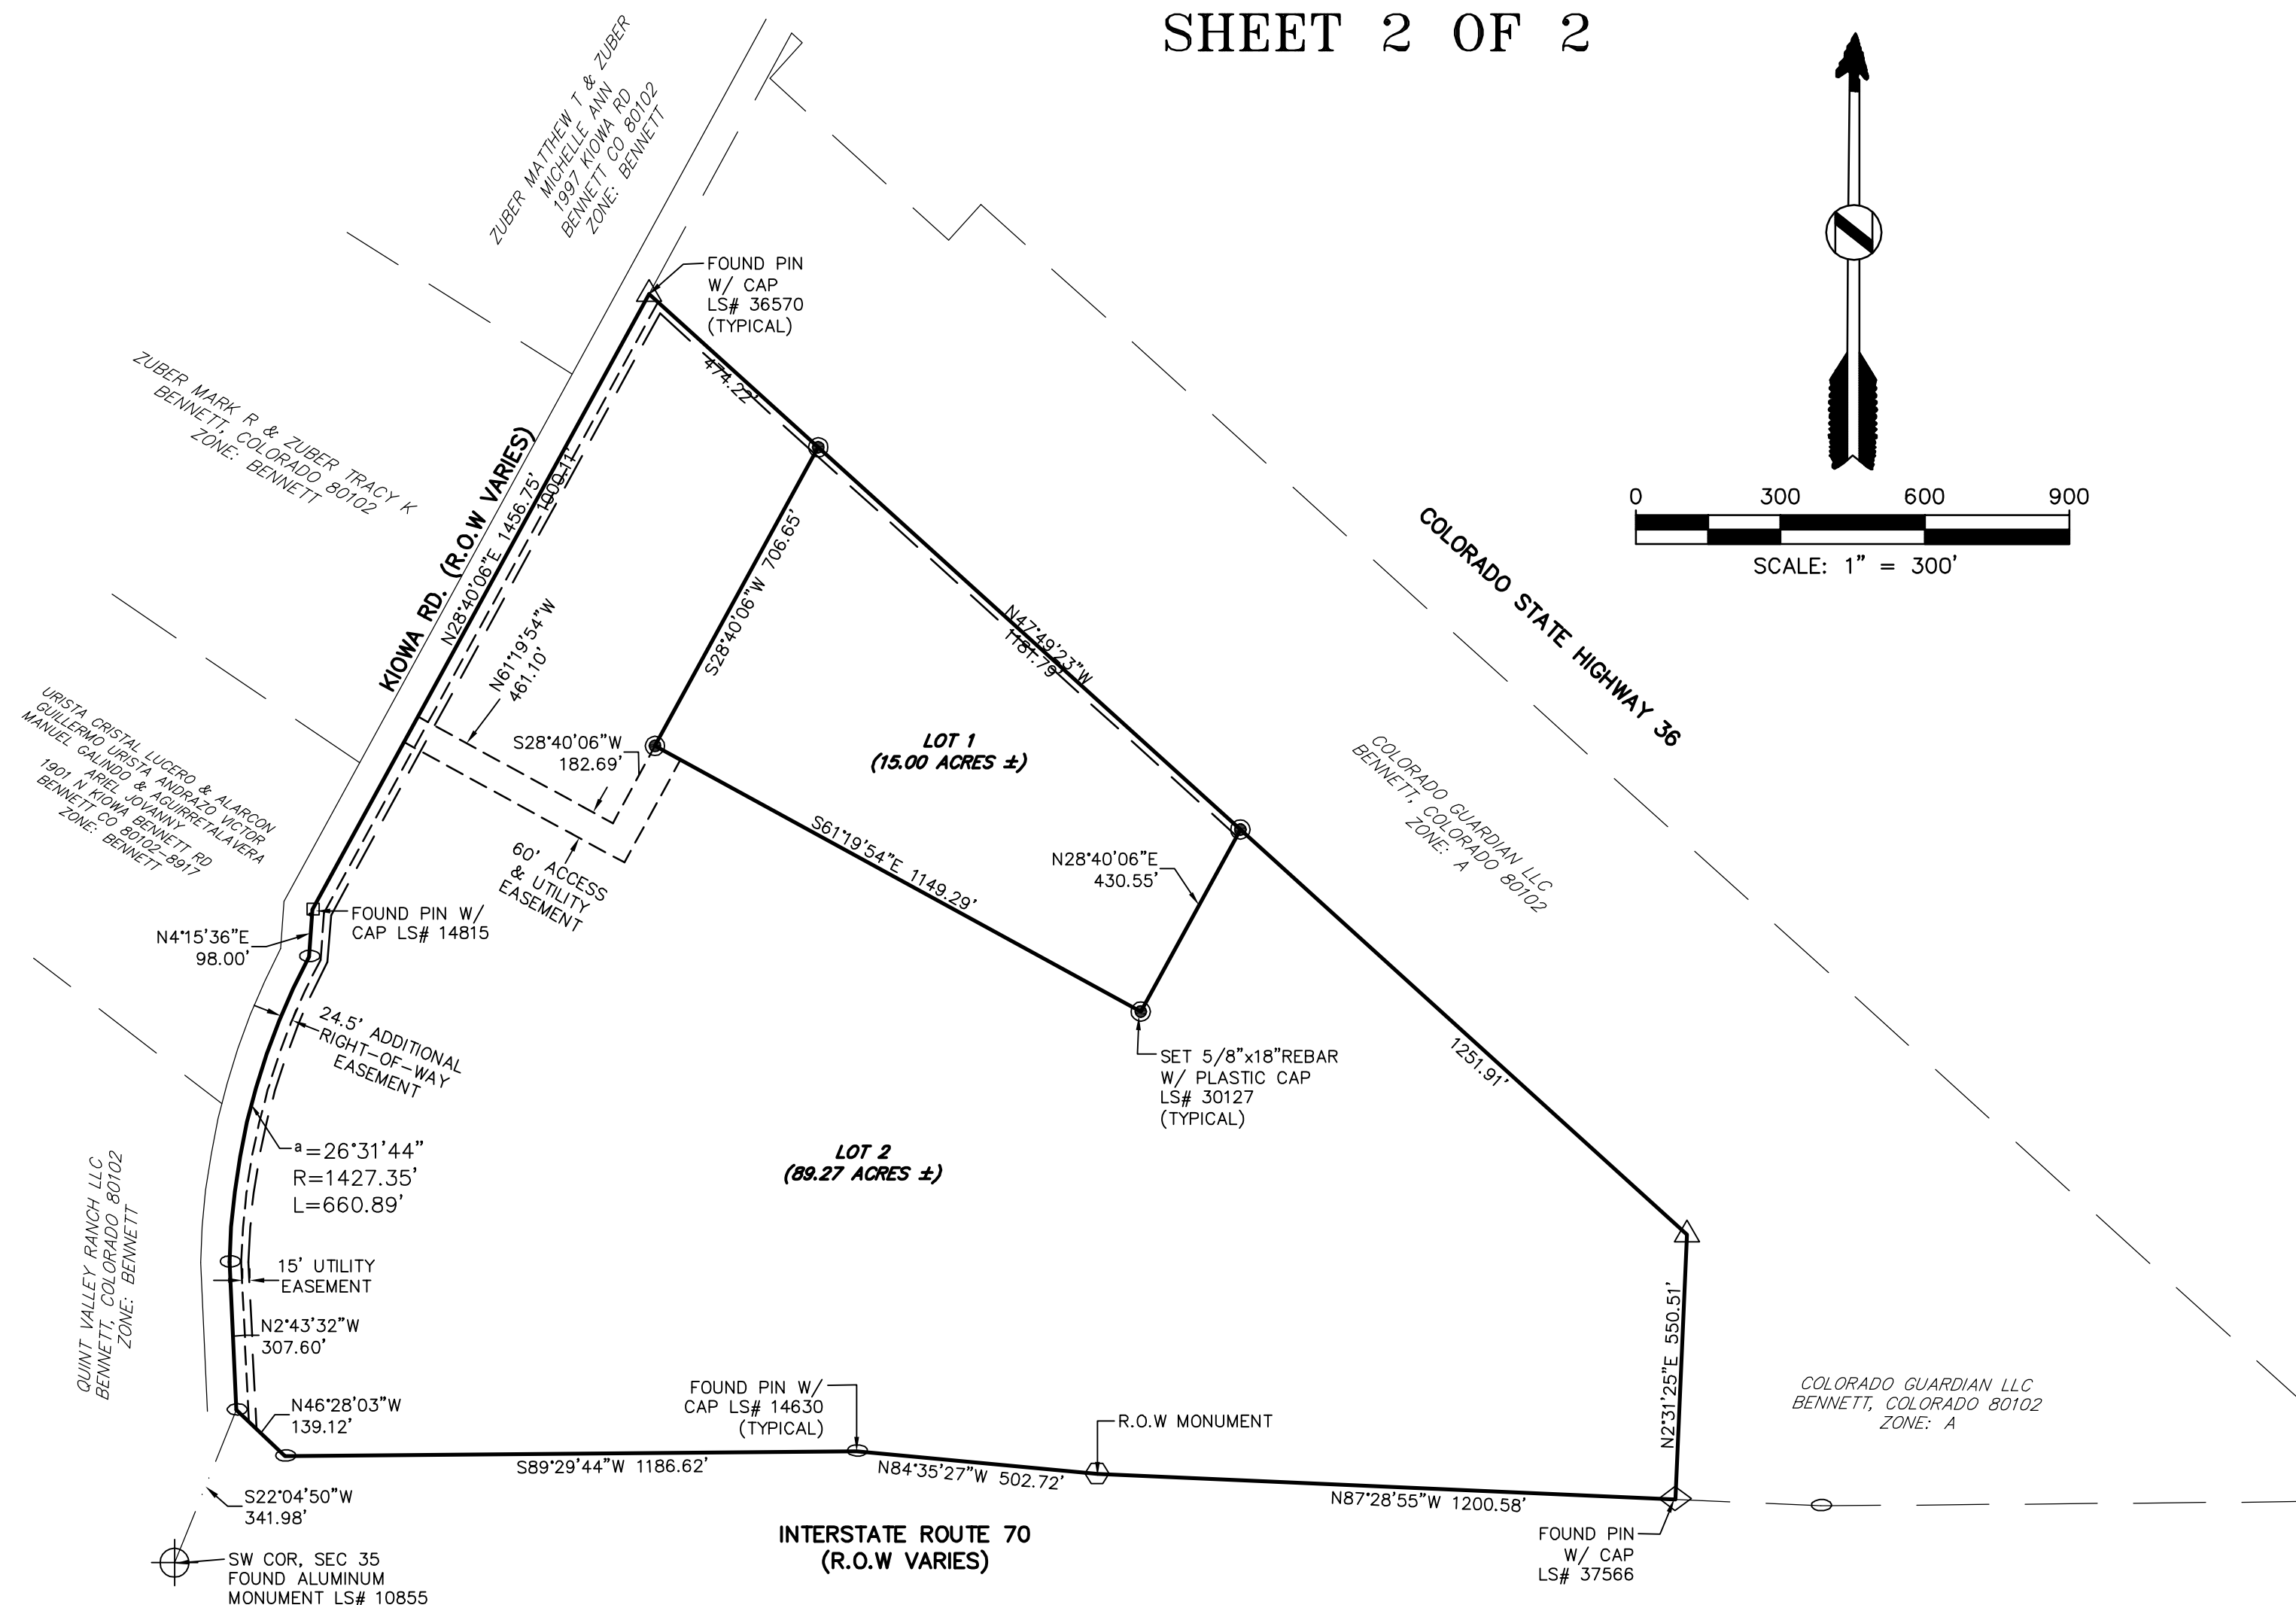 SHEET 2 OF 2
ZUBER MATTHEW T & ZUBER
MICHELLE ANN
1997 KIOWA RD
BENNETT CO 80102
ZONE: BENNETT
FOUND PIN
W/ CAP
LS# 36570
(TYPICAL)
474.22'
0 300 600 900
SCALE: 1" = 300'
ZUBER MARK R & ZUBER TRACY K
BENNETT, COLORADO 80102
ZONE: BENNETT
KIOWA RD. (R.O.W VARIES)
N28°40'06"E 1456.75'
1009.11'
S28°40'06"W 706.65'
N61°19'54"W
461.10'
N47°49'23"W
1181.79'
COLORADO STATE HIGHWAY 36
S28°40'06"W
182.69'
LOT 1
(15.00 ACRES ±)
URISTA CRISTAL LUCERO & ALARCON
GUILLERMO URISTA ANDRAZO VICTOR
MANUEL GALINDO & AGUIRRETALAVERA
ARIEL JOVANNY
1901 N KIOWA BENNETT RD
BENNETT CO 80102-8917
ZONE: BENNETT
COLORADO GUARDIAN LLC
BENNETT, COLORADO 80102
ZONE: A
S61°19'54"E 1149.29'
60' ACCESS
& UTILITY
EASEMENT
N28°40'06"E
430.55'
FOUND PIN W/
CAP LS# 14815
N4°15'36"E
98.00'
24.5' ADDITIONAL
RIGHT-OF-WAY
EASEMENT
SET 5/8"x18"REBAR
W/ PLASTIC CAP
LS# 30127
(TYPICAL)
1251.91'
a=26°31'44"
R=1427.35'
L=660.89'
LOT 2
(89.27 ACRES ±)
QUINT VALLEY RANCH LLC
BENNETT, COLORADO 80102
ZONE: BENNETT
15' UTILITY
EASEMENT
N2°43'32"W
307.60'
N2°31'25"E 550.51'
N46°28'03"W
139.12'
FOUND PIN W/
CAP LS# 14630
(TYPICAL)
R.O.W MONUMENT
COLORADO GUARDIAN LLC
BENNETT, COLORADO 80102
ZONE: A
S89°29'44"W 1186.62'
N84°35'27"W 502.72'
N87°28'55"W 1200.58'
S22°04'50"W
341.98'
INTERSTATE ROUTE 70
(R.O.W VARIES)
FOUND PIN
W/ CAP
LS# 37566
SW COR, SEC 35
FOUND ALUMINUM
MONUMENT LS# 10855